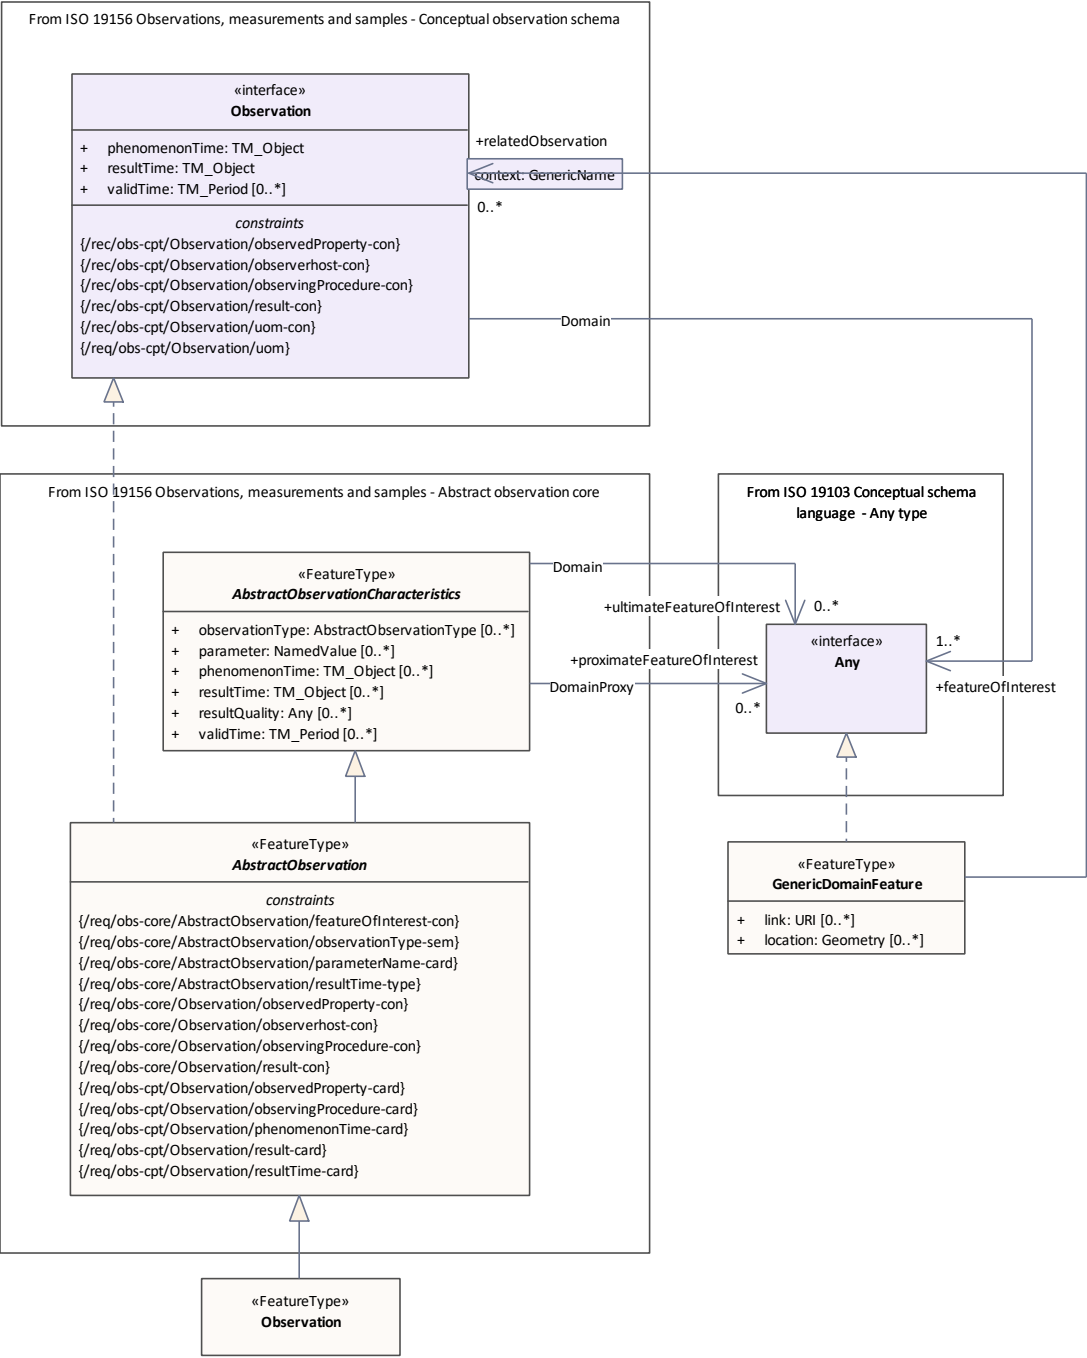 From ISO 19156 Observations, measurements and samples - Conceptual observation schema
«interface»
Observation
+ phenomenonTime: TM_Object
+ resultTime: TM_Object
+ validTime: TM_Period [0..*]
constraints
{/rec/obs-cpt/Observation/observedProperty-con}
{/rec/obs-cpt/Observation/observerhost-con}
{/rec/obs-cpt/Observation/observingProcedure-con}
{/rec/obs-cpt/Observation/result-con}
{/rec/obs-cpt/Observation/uom-con}
{/req/obs-cpt/Observation/uom}
+relatedObservation
context: GenericName
0..*
Domain
From ISO 19156 Observations, measurements and samples - Abstract observation core
«FeatureType»
AbstractObservationCharacteristics
+ observationType: AbstractObservationType [0..*]
+ parameter: NamedValue [0..*]
+ phenomenonTime: TM_Object [0..*]
+ resultTime: TM_Object [0..*]
+ resultQuality: Any [0..*]
+ validTime: TM_Period [0..*]
Domain
+ultimateFeatureOfInterest
0..*
+proximateFeatureOfInterest
DomainProxy
0..*
From ISO 19103 Conceptual schema
language - Any type
«interface»
Any
1..*
+featureOfInterest
«FeatureType»
AbstractObservation
constraints
{/req/obs-core/AbstractObservation/featureOfInterest-con}
{/req/obs-core/AbstractObservation/observationType-sem}
{/req/obs-core/AbstractObservation/parameterName-card}
{/req/obs-core/AbstractObservation/resultTime-type}
{/req/obs-core/Observation/observedProperty-con}
{/req/obs-core/Observation/observerhost-con}
{/req/obs-core/Observation/observingProcedure-con}
{/req/obs-core/Observation/result-con}
{/req/obs-cpt/Observation/observedProperty-card}
{/req/obs-cpt/Observation/observingProcedure-card}
{/req/obs-cpt/Observation/phenomenonTime-card}
{/req/obs-cpt/Observation/result-card}
{/req/obs-cpt/Observation/resultTime-card}
«FeatureType»
GenericDomainFeature
+ link: URI [0..*]
+ location: Geometry [0..*]
«FeatureType»
Observation